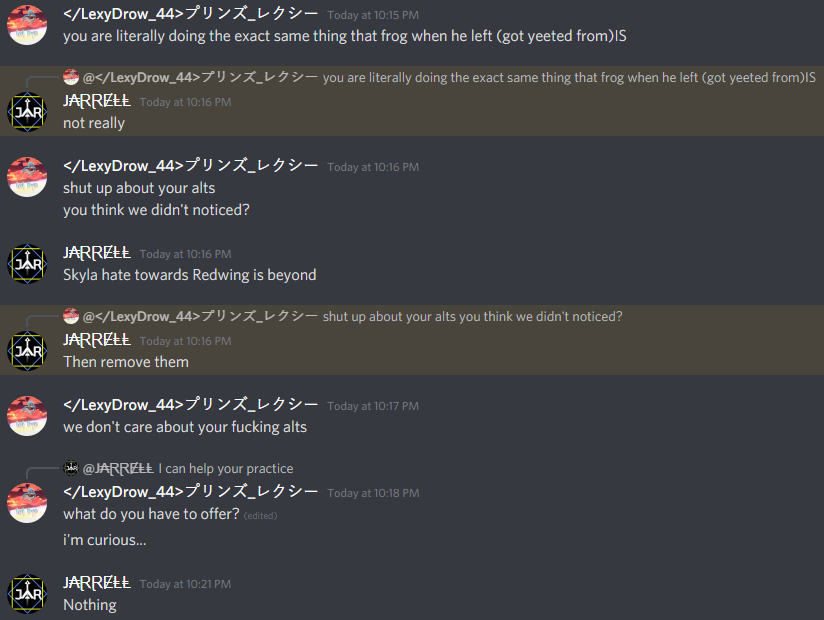 </LexyDrow_44>プリンズ_レクシー Today at 10:15 PM
you are literally doing the exact same thing that frog when he left (got yeeted from)IS
@</LexyDrow_44>プリンズ_レクシー you are literally doing the exact same thing that frog when he left (got yeeted from)IS
J₳ⱤⱤɆⱠⱠ Today at 10:16 PM
not really
</LexyDrow_44>プリンズ_レクシー Today at 10:16 PM
shut up about your alts
you think we didn't noticed?
J₳ⱤⱤɆⱠⱠ Today at 10:16 PM
Skyla hate towards Redwing is beyond
@</LexyDrow_44>プリンズ_レクシー shut up about your alts you think we didn't noticed?
J₳ⱤⱤɆⱠⱠ Today at 10:16 PM
Then remove them
</LexyDrow_44>プリンズ_レクシー Today at 10:17 PM
we don't care about your fucking alts
@J₳ⱤⱤɆⱠⱠ I can help your practice
</LexyDrow_44>プリンズ_レクシー Today at 10:18 PM
what do you have to offer? (edited)
i'm curious...
J₳ⱤⱤɆⱠⱠ Today at 10:21 PM
Nothing